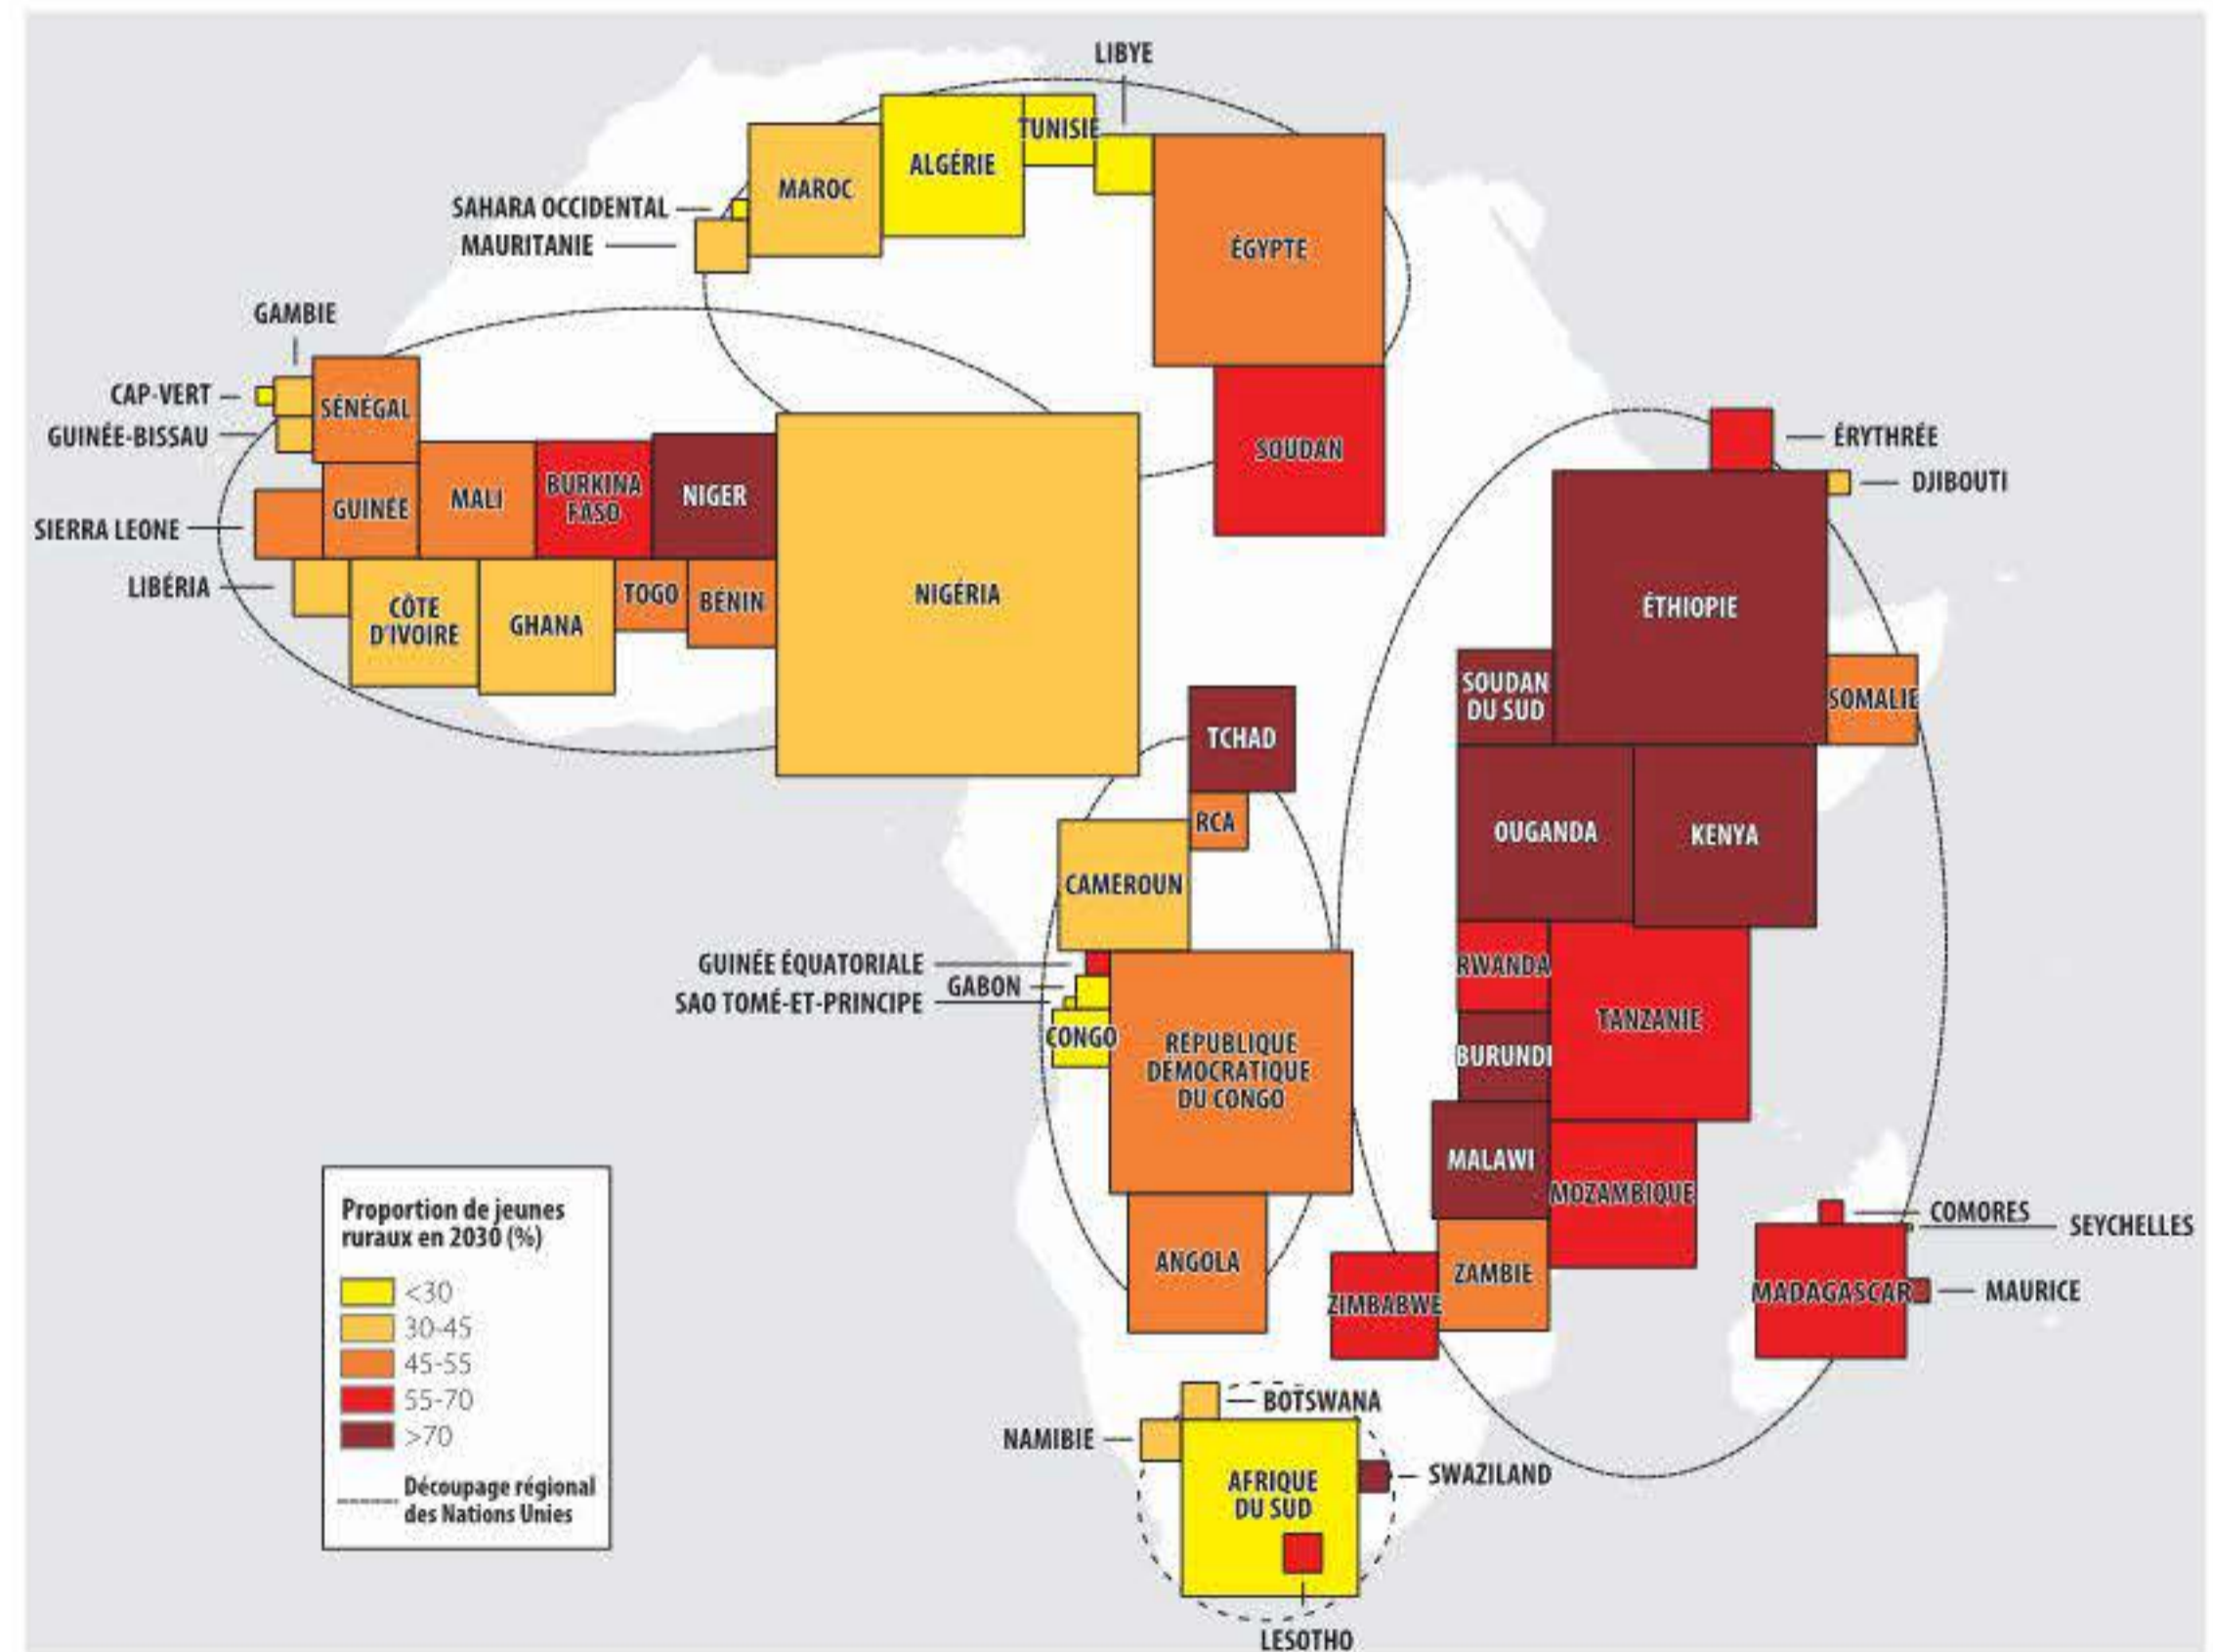 LIBYE
TUNISIE
ALGÉRIE
MAROC
SAHARA OCCIDENTAL
MAURITANIE
ÉGYPTE
GAMBIE
CAP-VERT
SÉNÉGAL
GUINÉE-BISSAU
SOUDAN
ÉRYTHRÉE
DJIBOUTI
BURKINA
FASO
NIGER
MALI
GUINÉE
SIERRA LEONE
LIBÉRIA
CÔTE
D'IVOIRE
GHANA
TOGO
BÉNIN
NIGÉRIA
ÉTHIOPIE
SOUDAN
DU SUD
SOMALIE
TCHAD
RCA
OUGANDA
KENYA
CAMEROUN
GUINÉE ÉQUATORIALE
GABON
SAO TOMÉ-ET-PRINCIPE
CONGO
RÉPUBLIQUE
DÉMOCRATIQUE
DU CONGO
RWANDA
TANZANIE
BURUNDI
MALAWI
MOZAMBIQUE
COMORES
SEYCHELLES
ANGOLA
ZAMBIE
ZIMBABWE
MADAGASCAR
MAURICE
BOTSWANA
NAMIBIE
AFRIQUE
DU SUD
SWAZILAND
LESOTHO
Proportion de jeunes
ruraux en 2030 (%)
<30
30-45
45-55
55-70
>70
Découpage régional
des Nations Unies